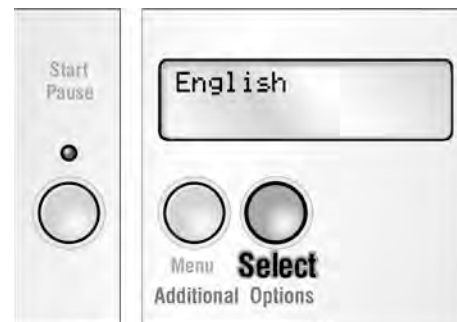 Start
Pause
English
Menu Select
Additional Options